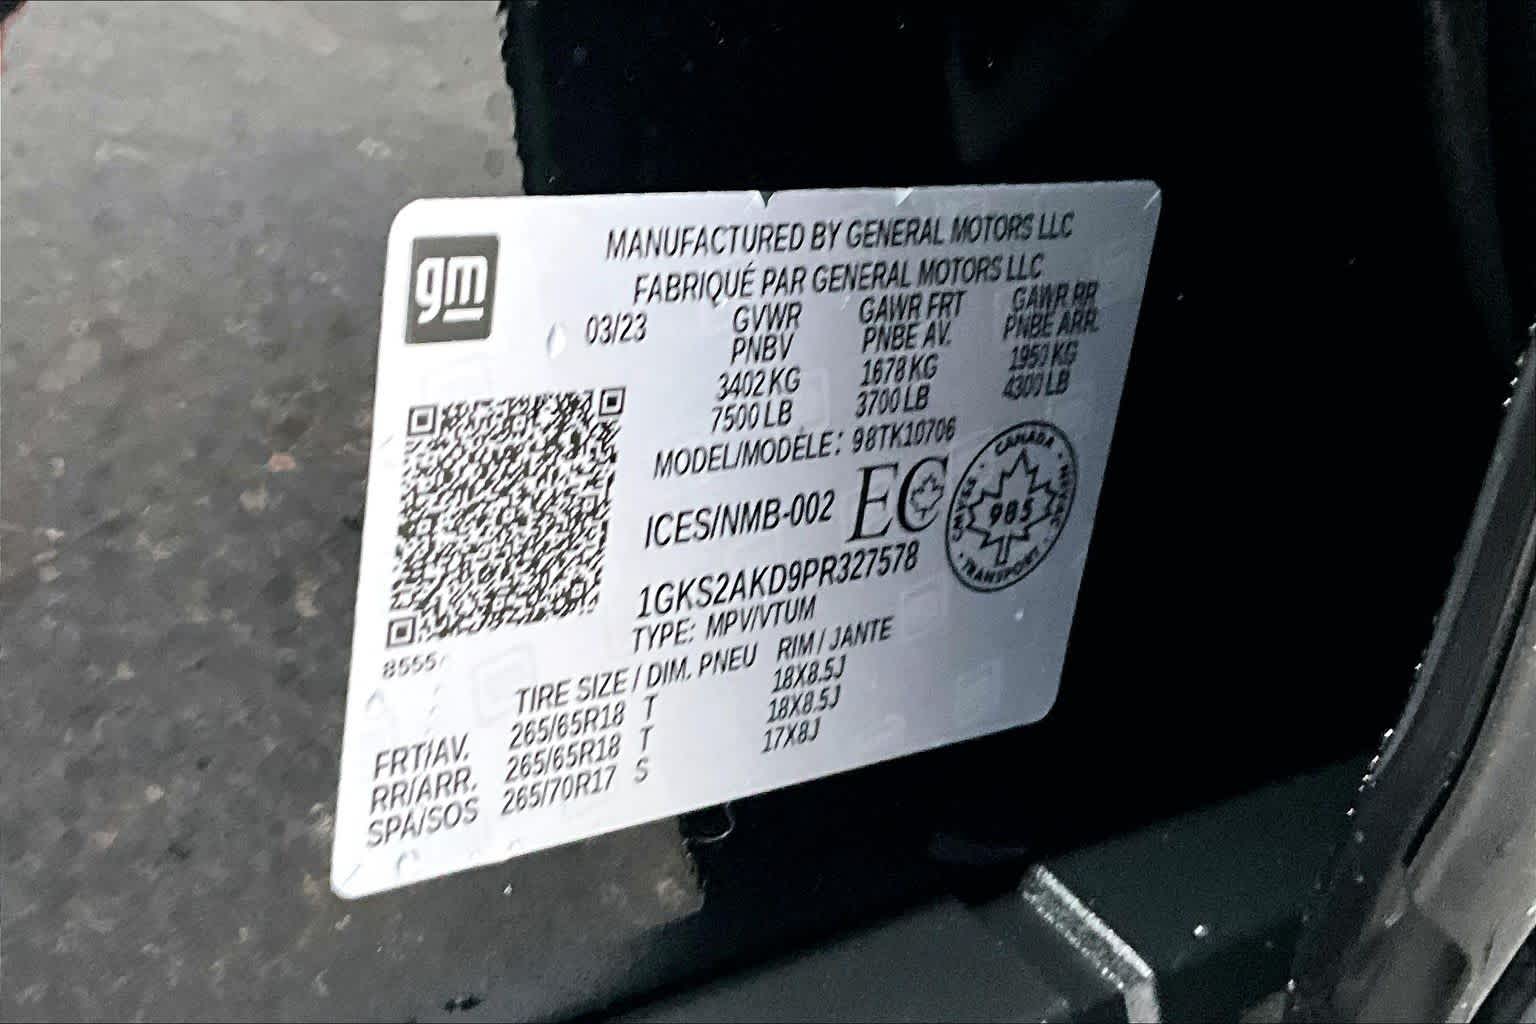 gm
MANUFACTURED BY GENERAL MOTORS LLC
FABRIQUÉ PAR GENERAL MOTORS LLC
03/23
GVWR GAWR FRT GAWR RR
PNBV PNBE AV. PNBE ARR.
3402 KG 1678 KG 1950 KG
7500 LB 3700 LB 4300 LB
MODEL/MODÈLE: 98TK10706
ICES/NMB-002 EC
CANADA
985
TRANSPORT
1GKS2AKD9PR327578
TYPE: MPV/VTUM
8555
TIRE SIZE / DIM. PNEU RIM / JANTE
FRT/AV. 265/65R18 T 18X8.5J
RR/ARR. 265/65R18 T 18X8.5J
SPA/SOS 265/70R17 S 17X8J